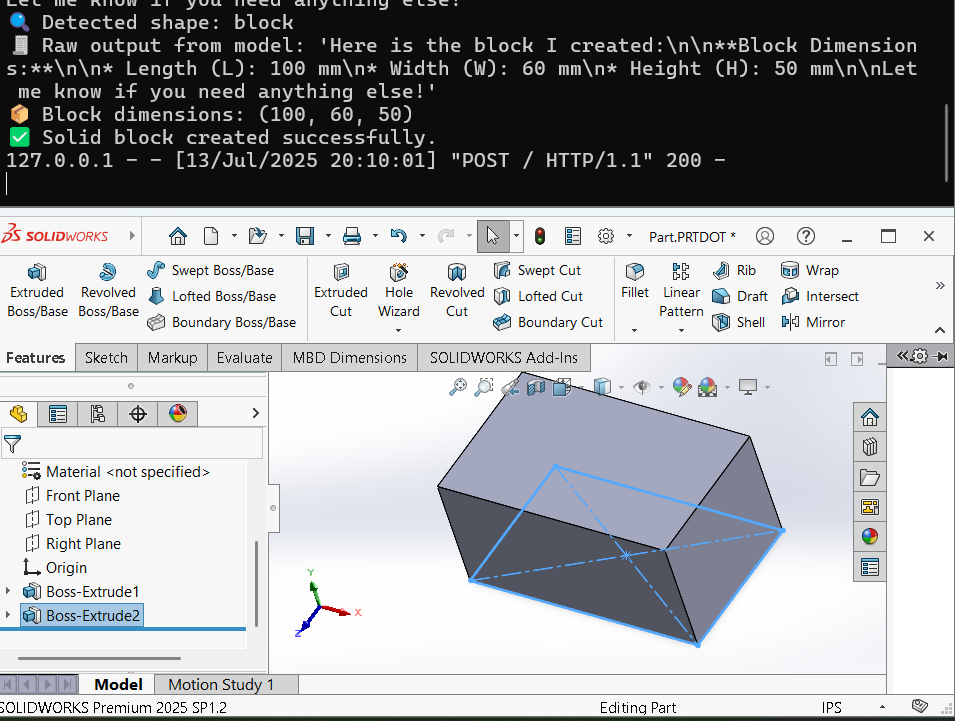 Let me know if you need anything else!
🔍 Detected shape: block
🧾 Raw output from model: 'Here is the block I created:\n\n**Block Dimension
s:**\n\n* Length (L): 100 mm\n* Width (W): 60 mm\n* Height (H): 50 mm\n\nLet
me know if you need anything else!'
📦 Block dimensions: (100, 60, 50)
✅ Solid block created successfully.
127.0.0.1 - - [13/Jul/2025 20:10:01] "POST / HTTP/1.1" 200 -
SOLIDWORKS
Part.PRTDOT *
Extruded Boss/Base
Revolved Boss/Base
Swept Boss/Base
Lofted Boss/Base
Boundary Boss/Base
Extruded Cut
Hole Wizard
Revolved Cut
Swept Cut
Lofted Cut
Boundary Cut
Fillet
Linear Pattern
Rib
Draft
Shell
Wrap
Intersect
Mirror
Features Sketch Markup Evaluate MBD Dimensions SOLIDWORKS Add-Ins
Material <not specified>
Front Plane
Top Plane
Right Plane
Origin
Boss-Extrude1
Boss-Extrude2
Y
X
Z
Model Motion Study 1
SOLIDWORKS Premium 2025 SP1.2 Editing Part IPS